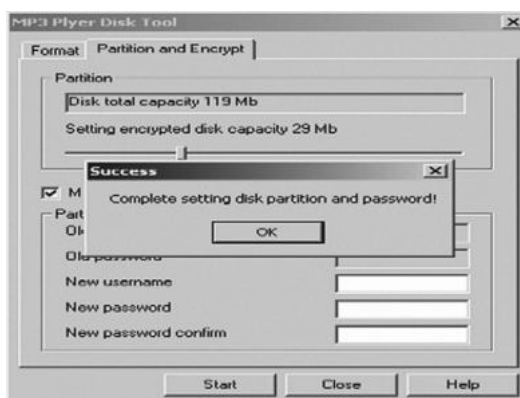 MP3 Plyer Disk Tool
Format Partition and Encrypt
Partition
Disk total capacity 119 Mb
Setting encrypted disk capacity 29 Mb
Success
Complete setting disk partition and password!
OK
M
Part
Old password
New username
New password
New password confirm
Start Close Help